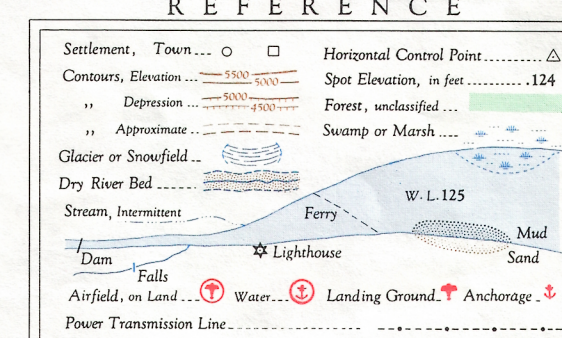 REFERENCE
Settlement, Town
Horizontal Control Point
Contours, Elevation 5500 5000
Spot Elevation, in feet .124
,, Depression 5000 4500
Forest, unclassified
,, Approximate
Swamp or Marsh
Glacier or Snowfield
Dry River Bed
W. L. 125
Stream, Intermittent
Ferry
Mud
Lighthouse
Sand
Dam
Falls
Airfield, on Land Water Landing Ground Anchorage
Power Transmission Line